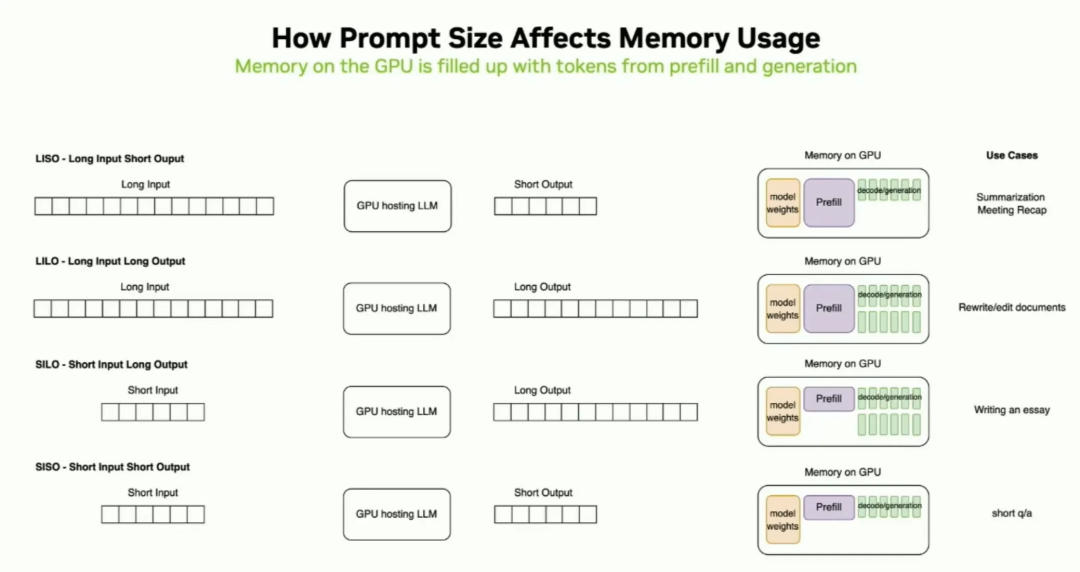 How Prompt Size Affects Memory Usage
Memory on the GPU is filled up with tokens from prefill and generation
LISO - Long Input Short Ouput
Long Input
GPU hosting LLM
Short Output
Memory on GPU
model
weights
Prefill
decode/generation
Use Cases
Summarization
Meeting Recap
LILO - Long Input Long Output
Long Input
GPU hosting LLM
Long Output
Memory on GPU
model
weights
Prefill
decode/generation
Rewrite/edit documents
SILO - Short Input Long Output
Short Input
GPU hosting LLM
Long Output
Memory on GPU
model
weights
Prefill
decode/generation
Writing an essay
SISO - Short Input Short Output
Short Input
GPU hosting LLM
Short Output
Memory on GPU
model
weights
Prefill
decode/generation
short q/a